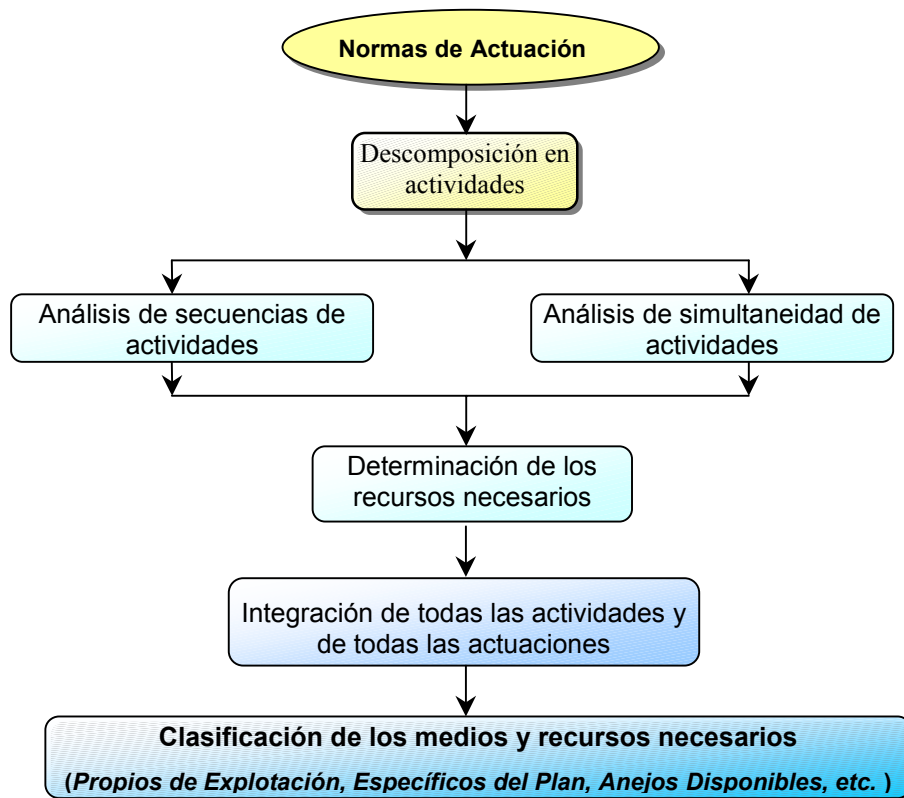 Normas de Actuación
Descomposición en
actividades
Análisis de secuencias de
actividades
Análisis de simultaneidad de
actividades
Determinación de los
recursos necesarios
Integración de todas las actividades y
de todas las actuaciones
Clasificación de los medios y recursos necesarios
(Propios de Explotación, Específicos del Plan, Anejos Disponibles, etc. )